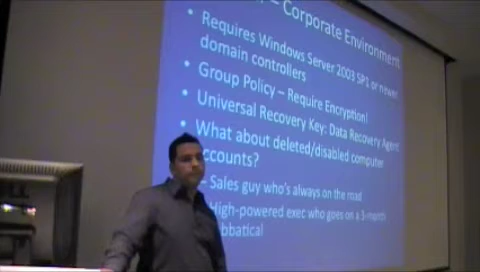 – Corporate Environment
• Requires Windows Server 2003 SP1 or newer
domain controllers
• Group Policy – Require Encryption!
• Universal Recovery Key: Data Recovery Agent
• What about deleted/disabled computer
accounts?
– Sales guy who's always on the road
High-powered exec who goes on a 3-month
bbatical